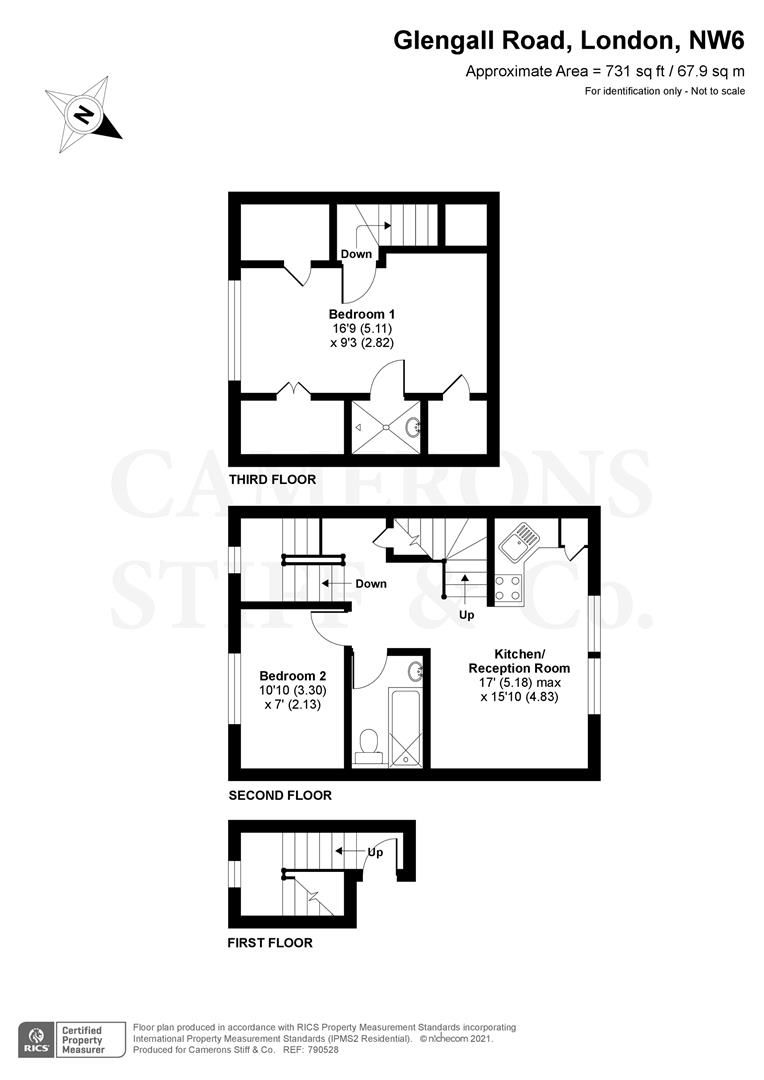 Glengall Road, London, NW6
Approximate Area = 731 sq ft / 67.9 sq m
For identification only - Not to scale
N
Down
Bedroom 1
16'9 (5.11)
x 9'3 (2.82)
THIRD FLOOR
CAMERONS
STIFF & Co.
Down
Up
Bedroom 2
10'10 (3.30)
x 7' (2.13)
Kitchen/
Reception Room
17' (5.18) max
x 15'10 (4.83)
SECOND FLOOR
Up
FIRST FLOOR
RICS
Certified
Property
Measurer
Floor plan produced in accordance with RICS Property Measurement Standards incorporating
International Property Measurement Standards (IPMS2 Residential). © nichecom 2021.
Produced for Camerons Stiff & Co. REF: 790528